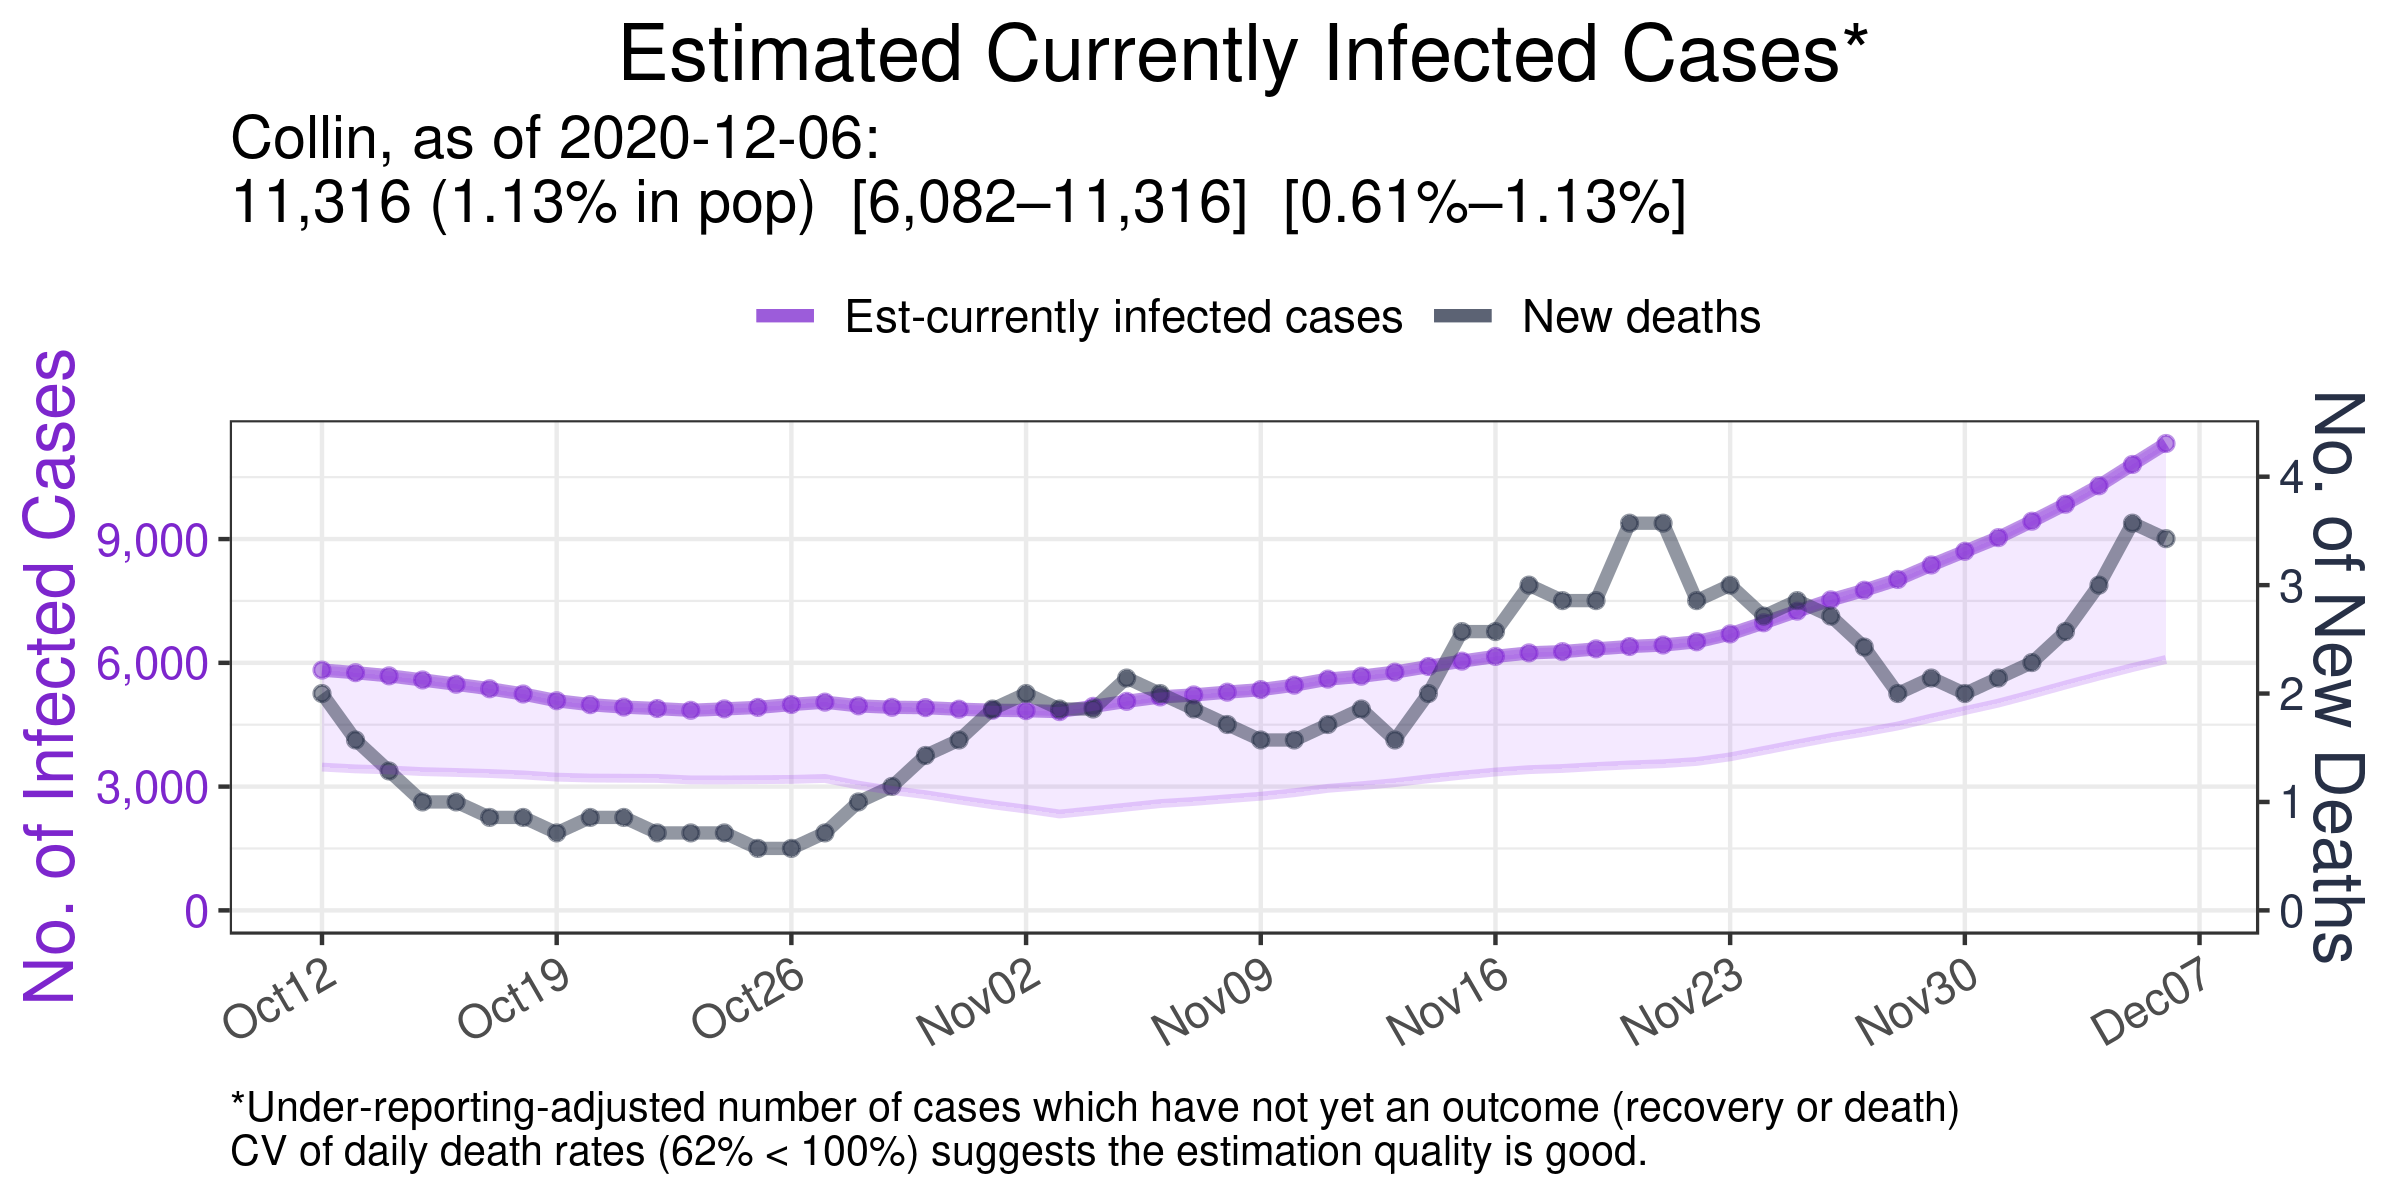 Estimated Currently Infected Cases*
Collin, as of 2020-12-06:
11,316 (1.13% in pop)  [6,082–11,316]  [0.61%–1.13%]
Est-currently infected cases
New deaths
No. of Infected Cases
9,000
6,000
3,000
0
4
3
2
1
0
No. of New Deaths
Oct12
Oct19
Oct26
Nov02
Nov09
Nov16
Nov23
Nov30
Dec07
*Under-reporting-adjusted number of cases which have not yet an outcome (recovery or death)
CV of daily death rates (62% < 100%) suggests the estimation quality is good.